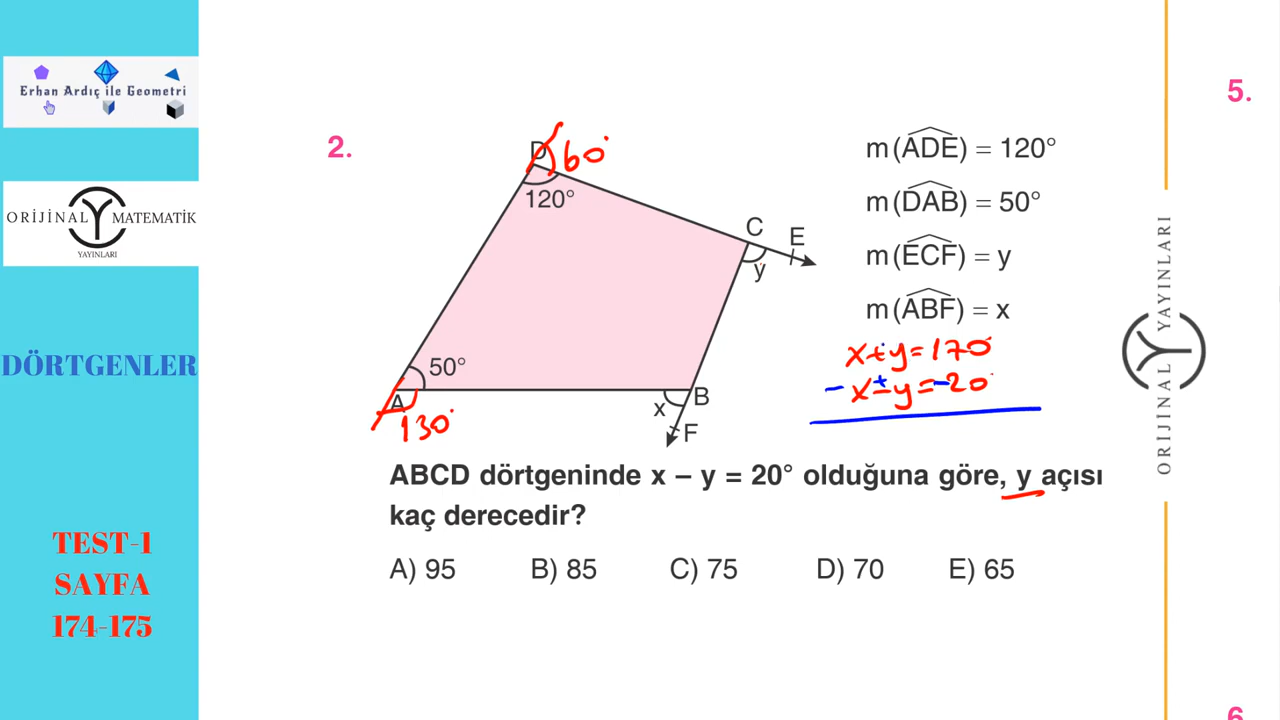 Erhan Ardıç ile Geometri
ORİJİNAL MATEMATİK
YAYINLARI
DÖRTGENLER
TEST-1
SAYFA
174-175
2.
D
60°
120°
C
E
y
50°
A
130°
x
B
F
m(ADE) = 120°
m(DAB) = 50°
m(ECF) = y
m(ABF) = x
x+y=170°
-x+y=-20°
ABCD dörtgeninde x – y = 20° olduğuna göre, y açısı
kaç derecedir?
A) 95 B) 85 C) 75 D) 70 E) 65
5.
ORİJİNAL YAYINLARI
6